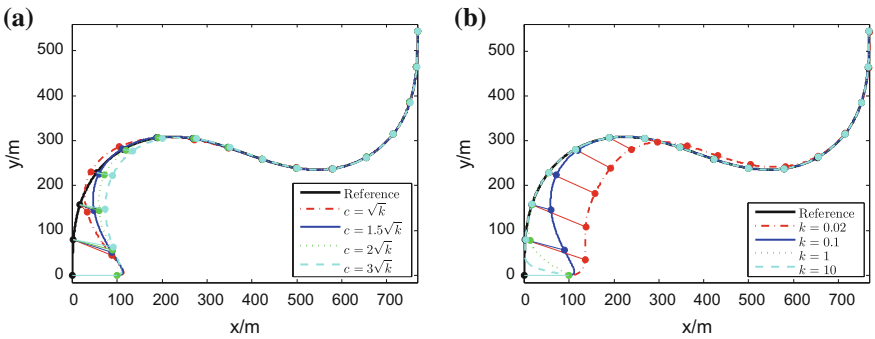 (a)
y/m
500
400
300
200
100
0
0 100 200 300 400 500 600 700
x/m
Reference
c = √k
c = 1.5√k
c = 2√k
c = 3√k
(b)
y/m
500
400
300
200
100
0
0 100 200 300 400 500 600 700
x/m
Reference
k = 0.02
k = 0.1
k = 1
k = 10